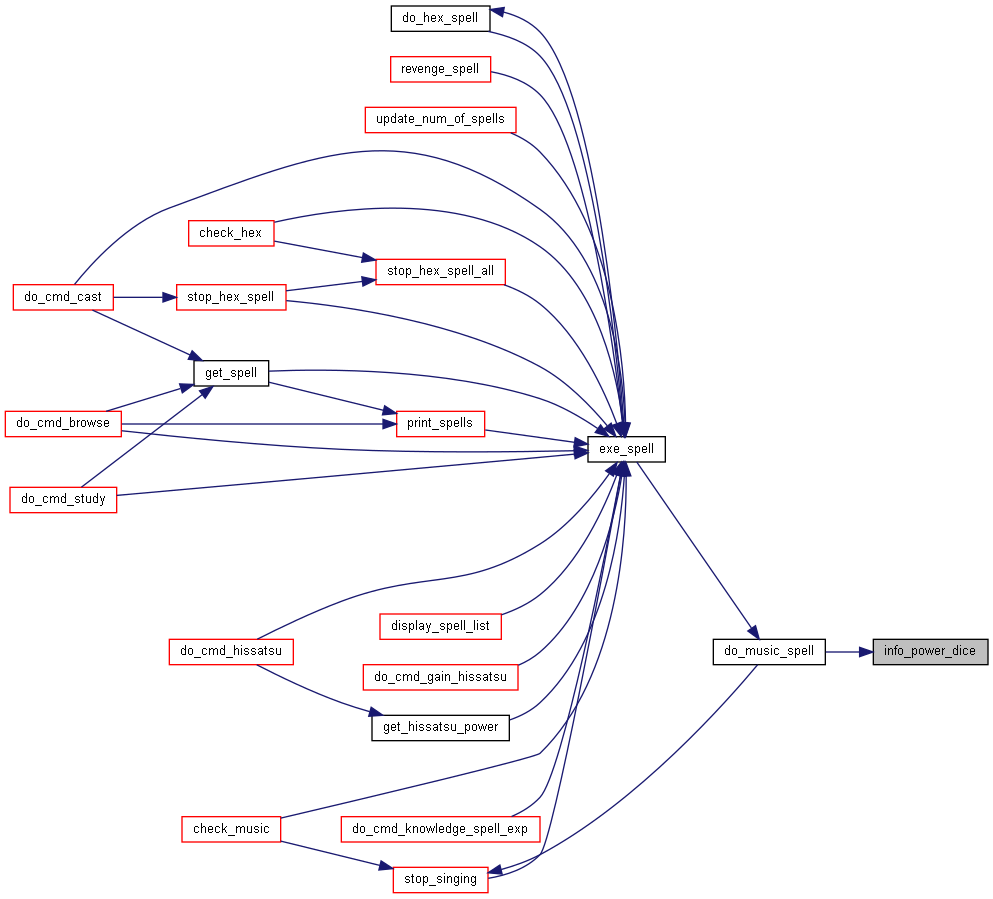 do_hex_spell
revenge_spell
update_num_of_spells
check_hex
stop_hex_spell_all
do_cmd_cast
stop_hex_spell
get_spell
do_cmd_browse
print_spells
exe_spell
do_cmd_study
display_spell_list
do_cmd_hissatsu
do_music_spell
info_power_dice
do_cmd_gain_hissatsu
get_hissatsu_power
check_music
do_cmd_knowledge_spell_exp
stop_singing